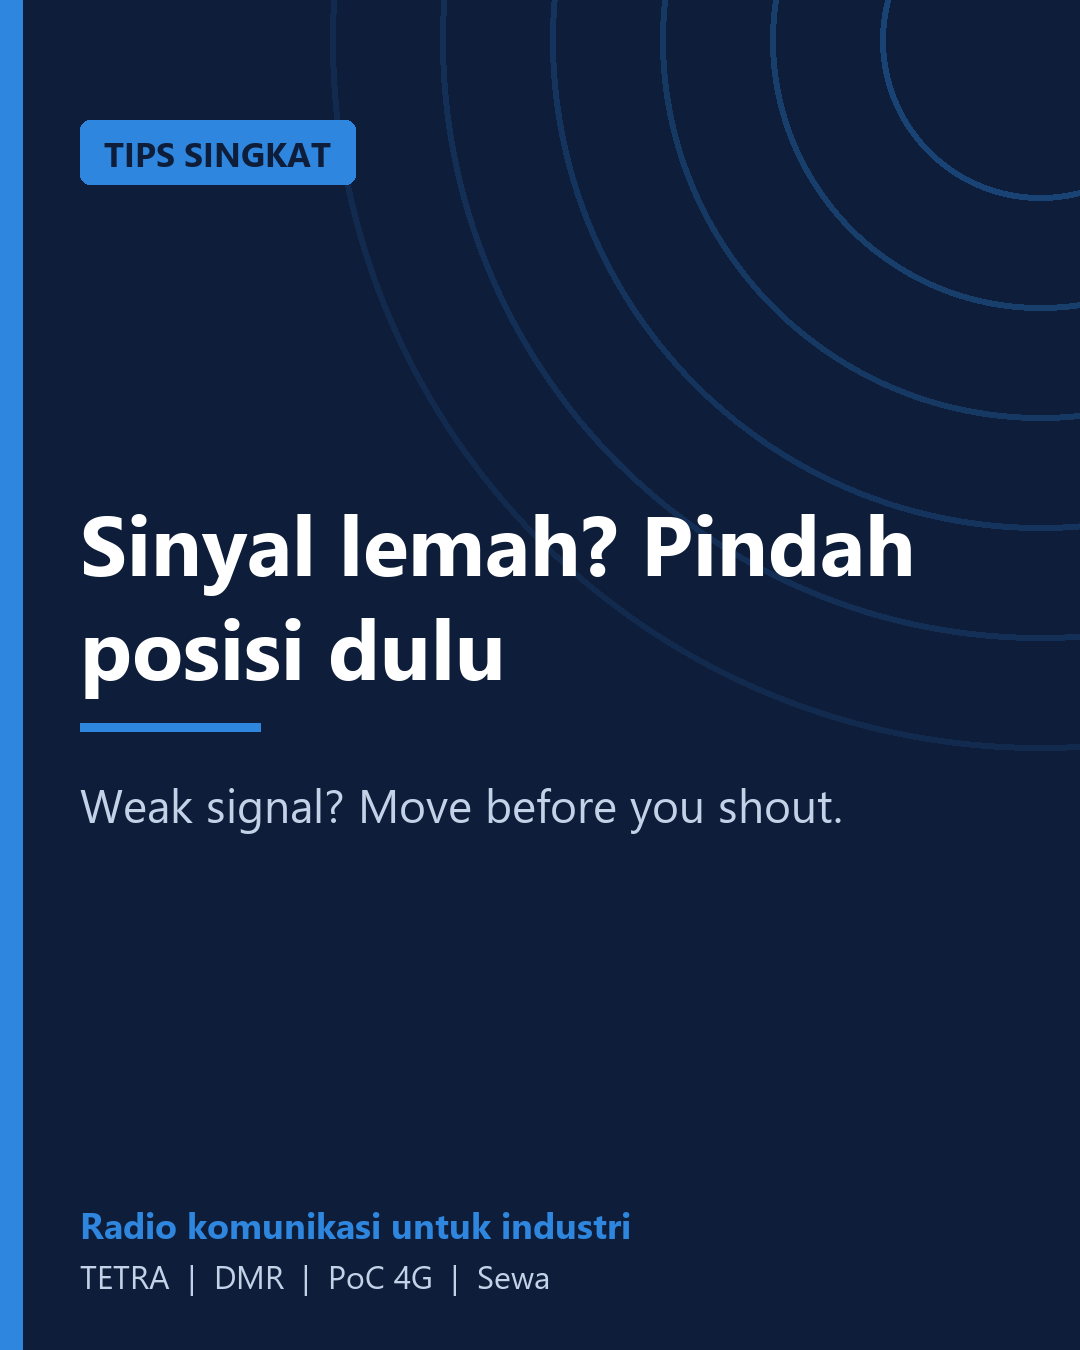 TIPS SINGKAT
Sinyal lemah? Pindah
posisi dulu
Weak signal? Move before you shout.
Radio komunikasi untuk industri
TETRA | DMR | PoC 4G | Sewa